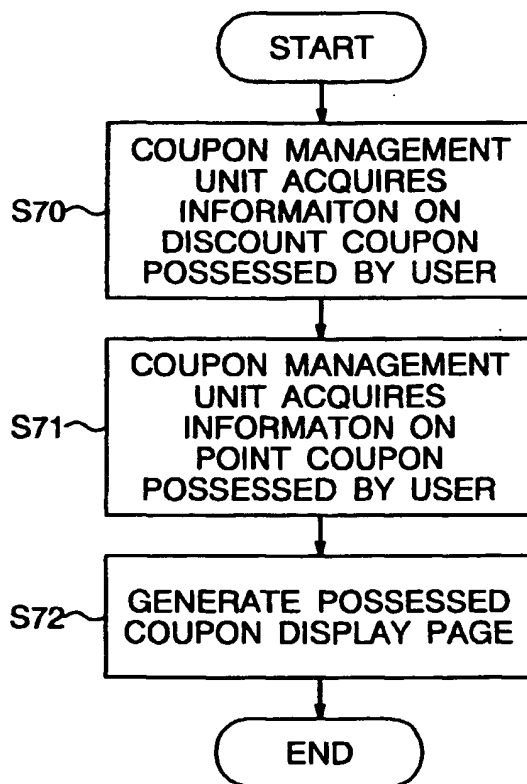 START
S70
COUPON MANAGEMENT
UNIT ACQUIRES
INFORMAITON ON
DISCOUNT COUPON
POSSESSED BY USER
S71
COUPON MANAGEMENT
UNIT ACQUIRES
INFORMATON ON
POINT COUPON
POSSESSED BY USER
S72
GENERATE POSSESSED
COUPON DISPLAY PAGE
END